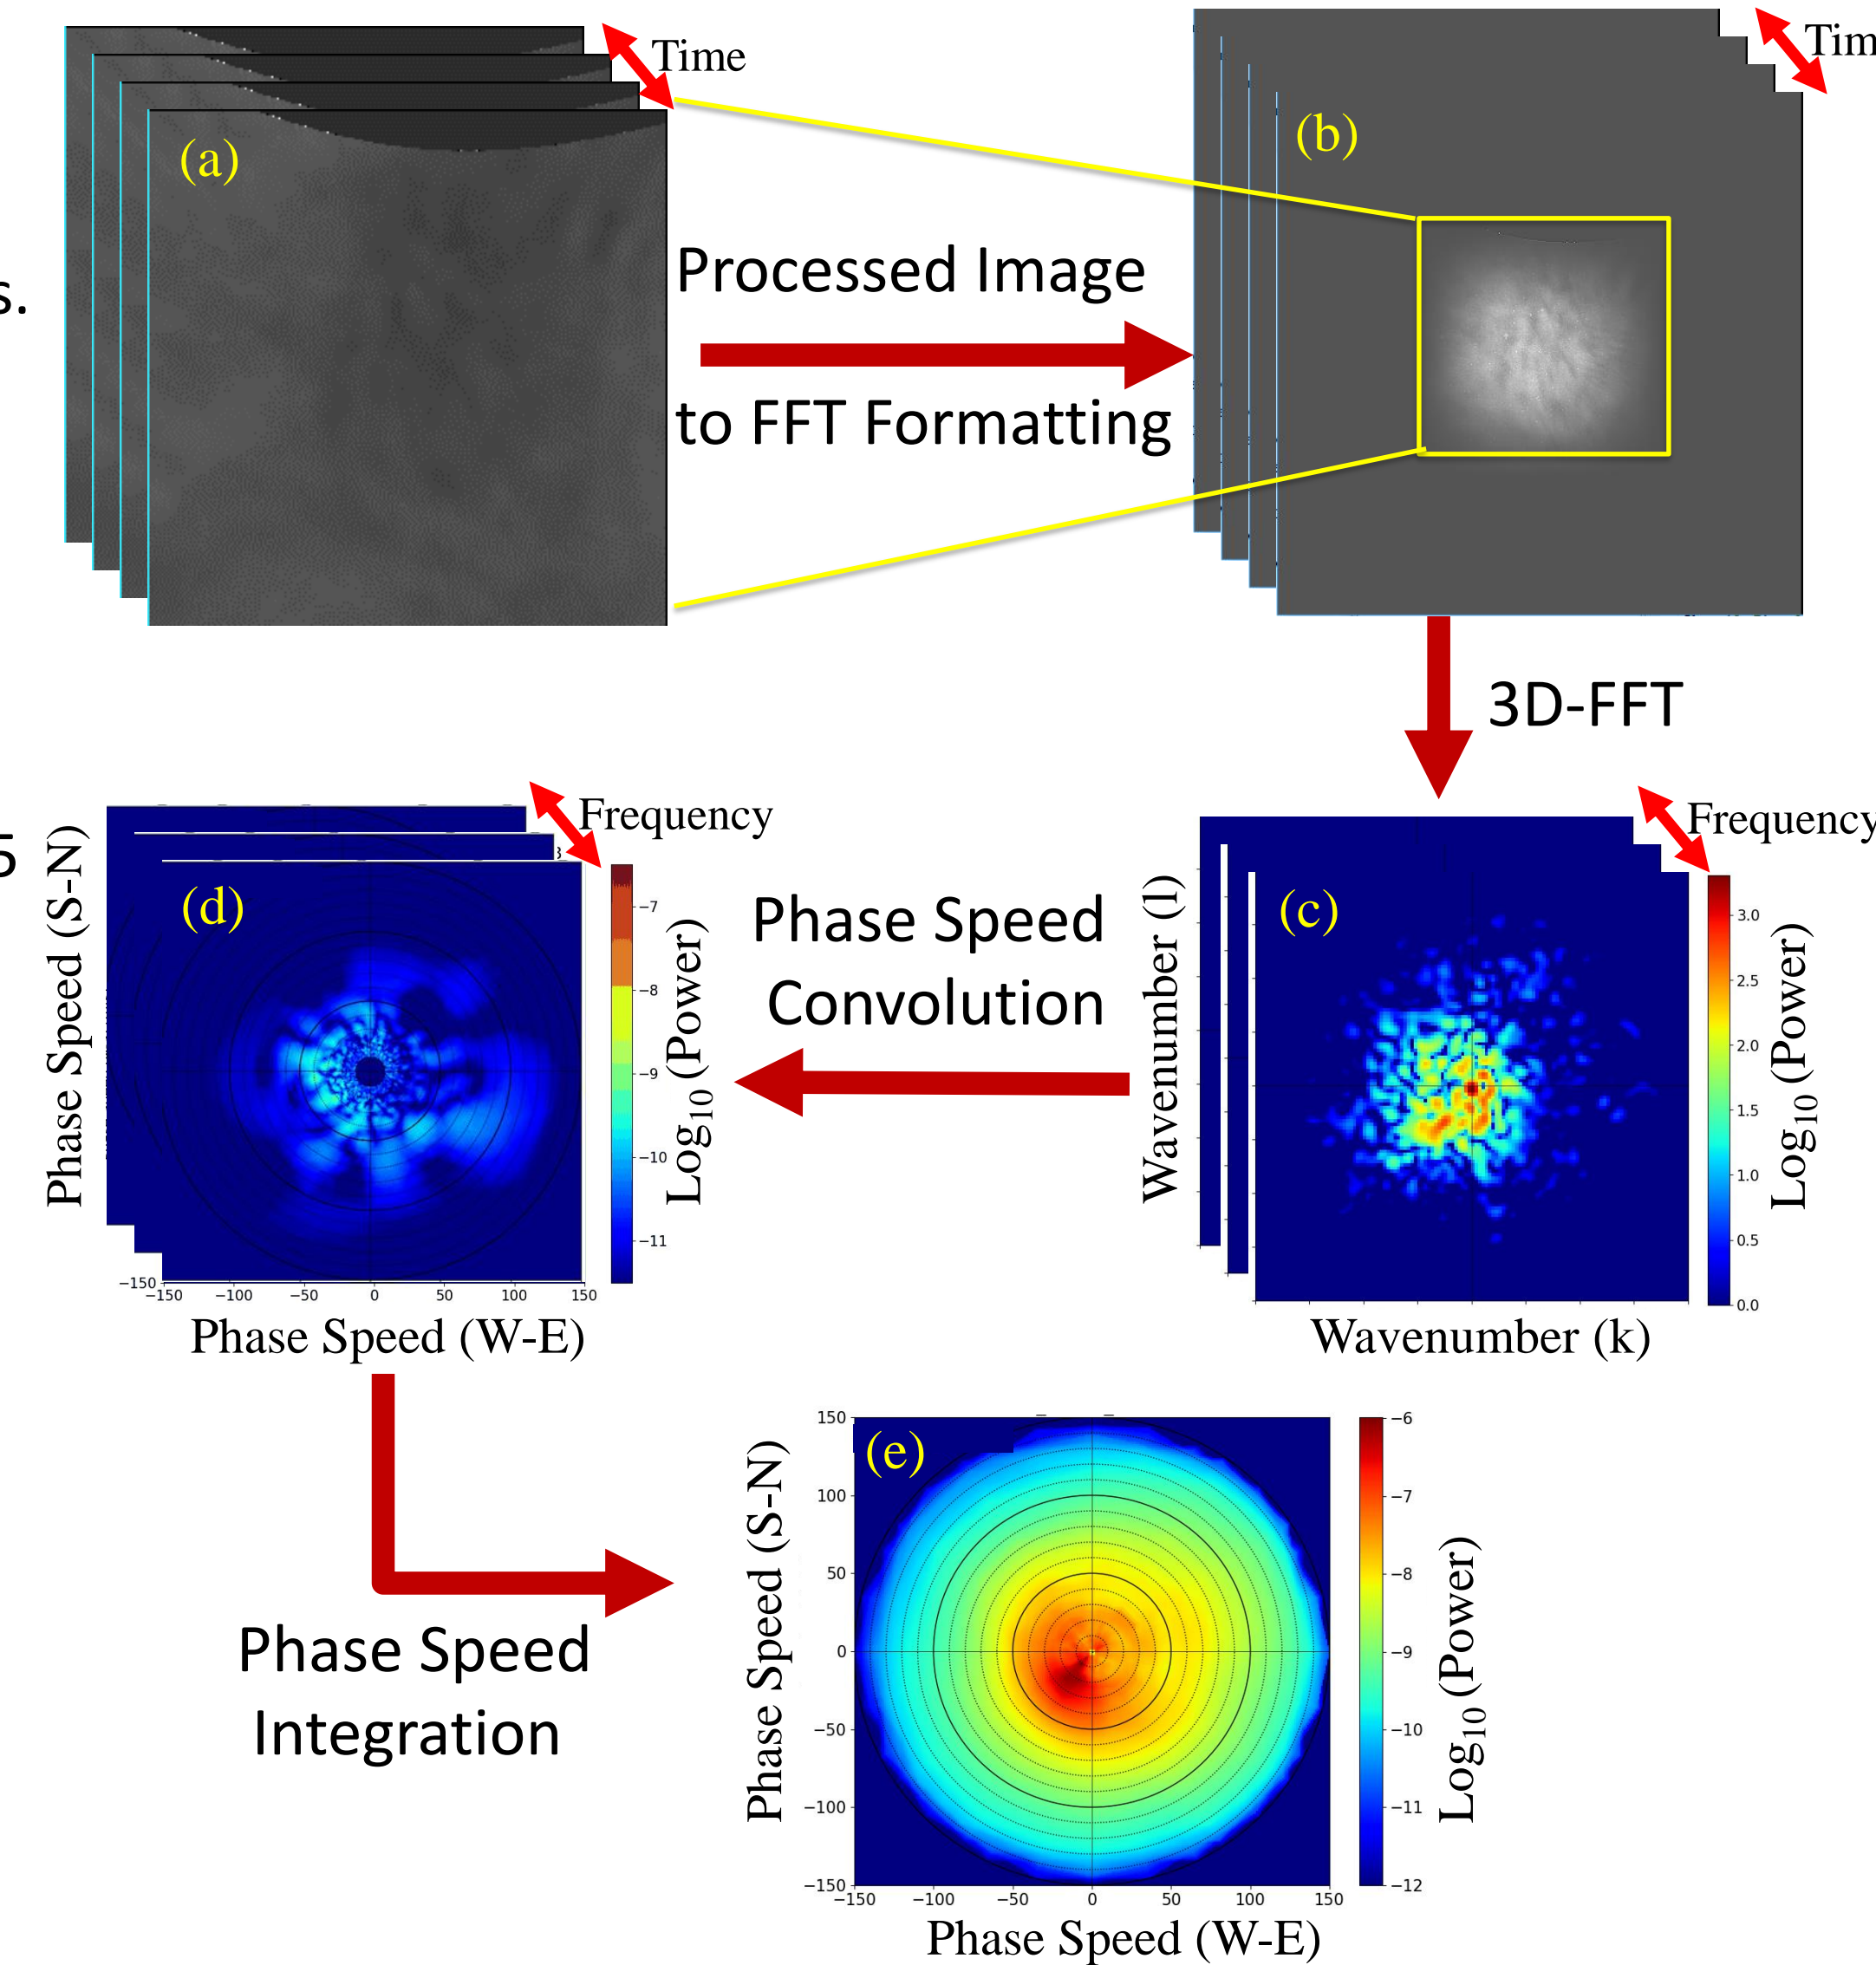 Time
(a)
s.
Processed Image
to FFT Formatting
Tim
(b)
3D-FFT
5
Frequency
(d)
Phase Speed (S-N)
−7
−8
−9
−10
−11
Log10 (Power)
−150
−150 −100 −50 0 50 100 150
Phase Speed (W-E)
Phase Speed
Convolution
Frequency
(c)
Wavenumber (l)
3.0
2.5
2.0
1.5
1.0
0.5
0.0
Log10 (Power)
Wavenumber (k)
Phase Speed
Integration
(e)
Phase Speed (S-N)
150
100
50
0
−50
−100
−150
−150 −100 −50 0 50 100 150
Phase Speed (W-E)
−6
−7
−8
−9
−10
−11
−12
Log10 (Power)